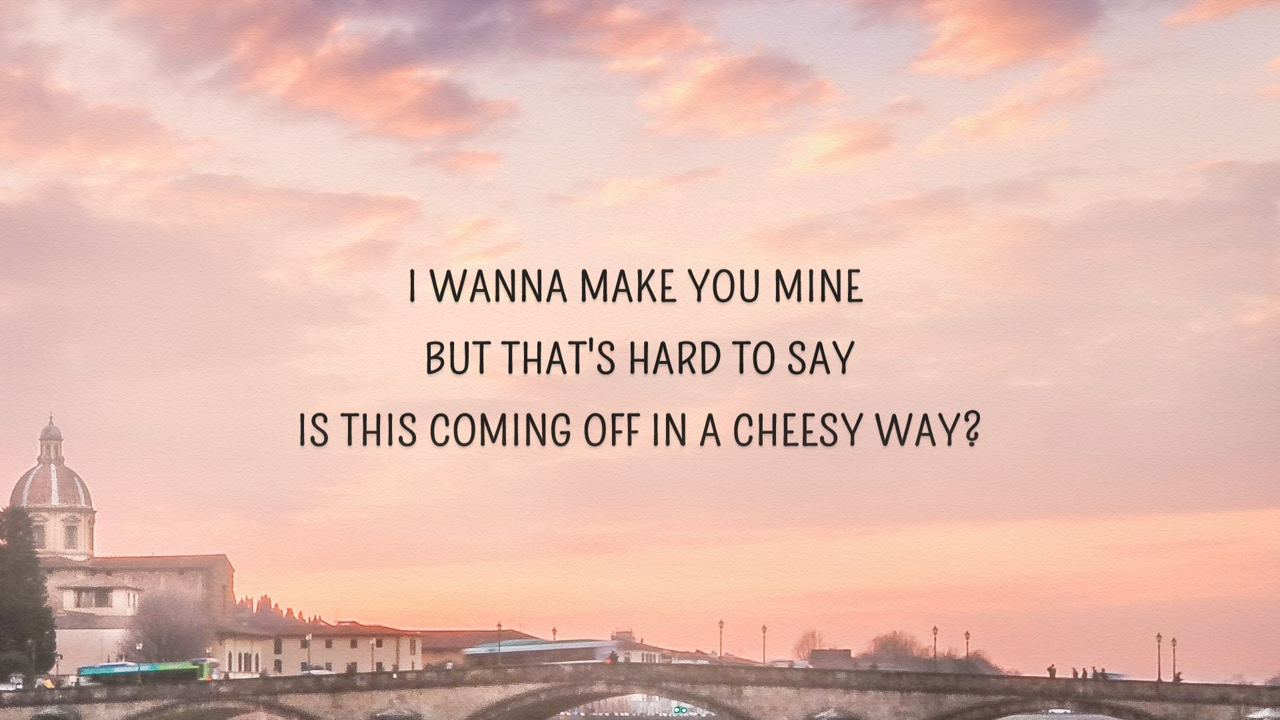 I WANNA MAKE YOU MINE
BUT THAT'S HARD TO SAY
IS THIS COMING OFF IN A CHEESY WAY?